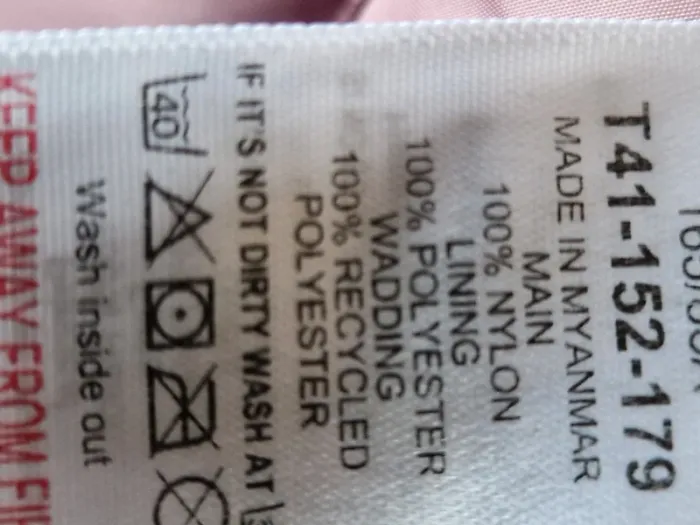 T41-152-179
MADE IN MYANMAR
MAIN
100% NYLON
LINING
100% POLYESTER
WADDING
100% RECYCLED
POLYESTER
IF IT'S NOT DIRTY WASH AT
40
Wash inside out
KEEP AWAY FROM